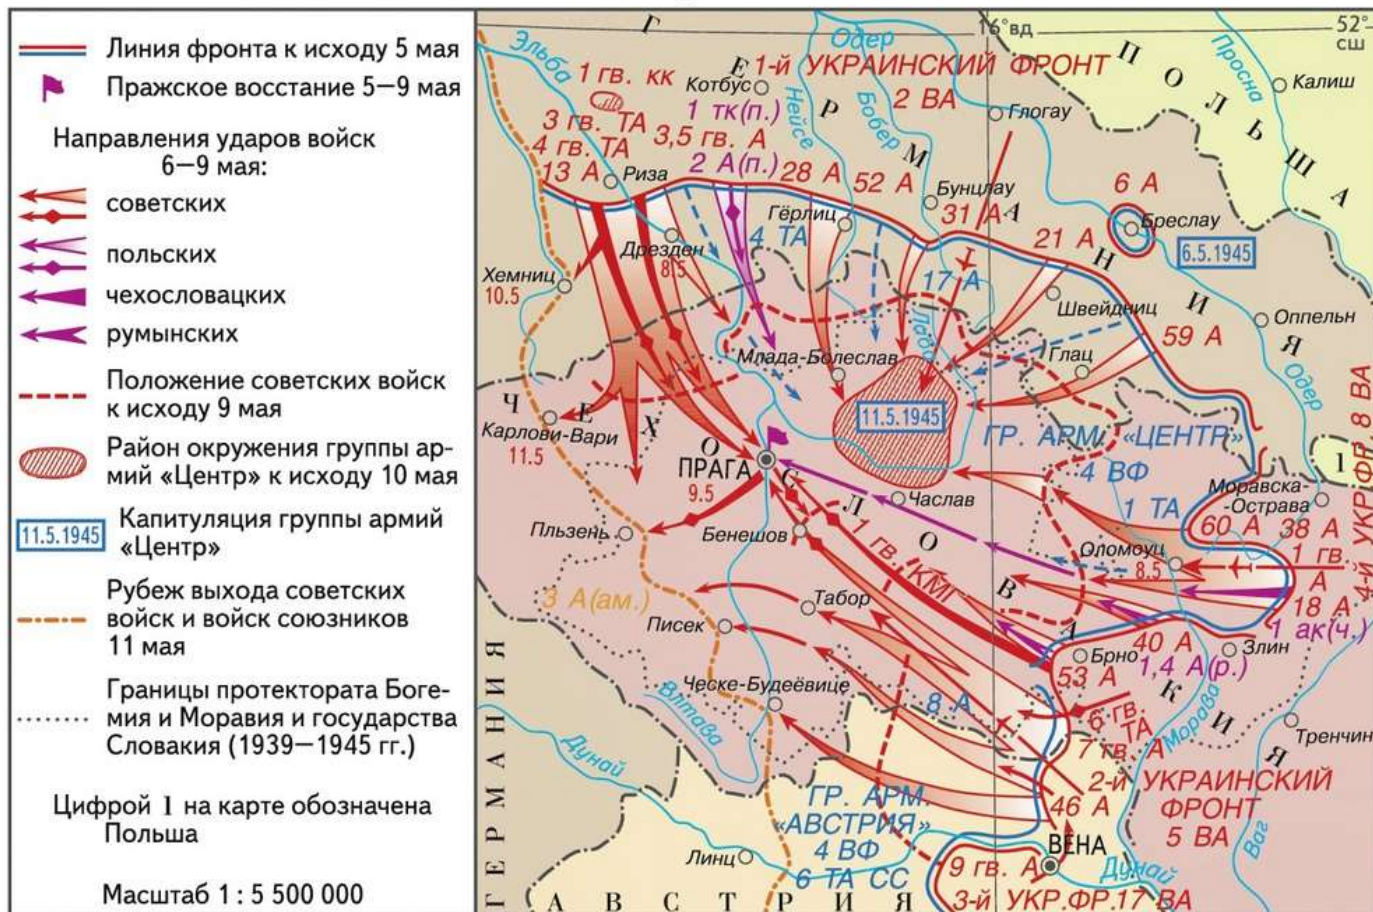 Линия фронта к исходу 5 мая
Пражское восстание 5–9 мая
Направления ударов войск
6–9 мая:
советских
польских
чехословацких
румынских
Положение советских войск
к исходу 9 мая
Район окружения группы ар-
мий «Центр» к исходу 10 мая
11.5.1945
Капитуляция группы армий
«Центр»
Рубеж выхода советских
войск и войск союзников
11 мая
Границы протектората Боге-
мия и Моравия и государства
Словакия (1939–1945 гг.)
Цифрой 1 на карте обозначена
Польша
Масштаб 1 : 5 500 000
16°вд
52°
сш
ГЕРМАНИЯ
ПОЛЬША
Эльба
Одер
Нейсе
Бобер
Просна
Калиш
1 гв. кк
Котбус
1-й УКРАИНСКИЙ ФРОНТ
2 ВА
Глогау
1 тк(п.)
3 гв. ТА
3,5 гв. А
4 гв. ТА
2 А(п.)
13 А
Риза
28 А
52 А
Бунцлау
31 А
6 А
Бреслау
6.5.1945
Гёрлиц
4 ТА
21 А
Дрезден
8.5
Хемниц
10.5
17 А
Швейдниц
Оппельн
59 А
Лаба
Млада-Болеслав
Глац
Одер
11.5.1945
ЧЕХОСЛОВАКИЯ
Карлови-Вари
11.5
ГР. АРМ. «ЦЕНТР»
4 ВФ
1 ТА
1
ПРАГА
9.5
Часлав
Моравска-
-Острава
60 А
38 А
4-й УКР.ФР. 8 ВА
Пльзень
Бенешов
1 гв. КМГ
Оломоуц
8.5
1 гв.
А
18 А
1 ак(ч.)
3 А(ам.)
Табор
Писек
40 А
1,4 А(р.)
Злин
Брно
53 А
Ческе-Будеёвице
8 А
6 гв.
ТА
7 гв. А
Морава
Тренчин
Влтава
Дунай
2-й УКРАИНСКИЙ
ФРОНТ
5 ВА
46 А
ГР. АРМ.
«АВСТРИЯ»
4 ВФ
6 ТА СС
Ваг
Линц
ВЕНА
9 гв. А
Дунай
3-й УКР.ФР.17 ВА
ГЕРМАНИЯ
АВСТРИЯ